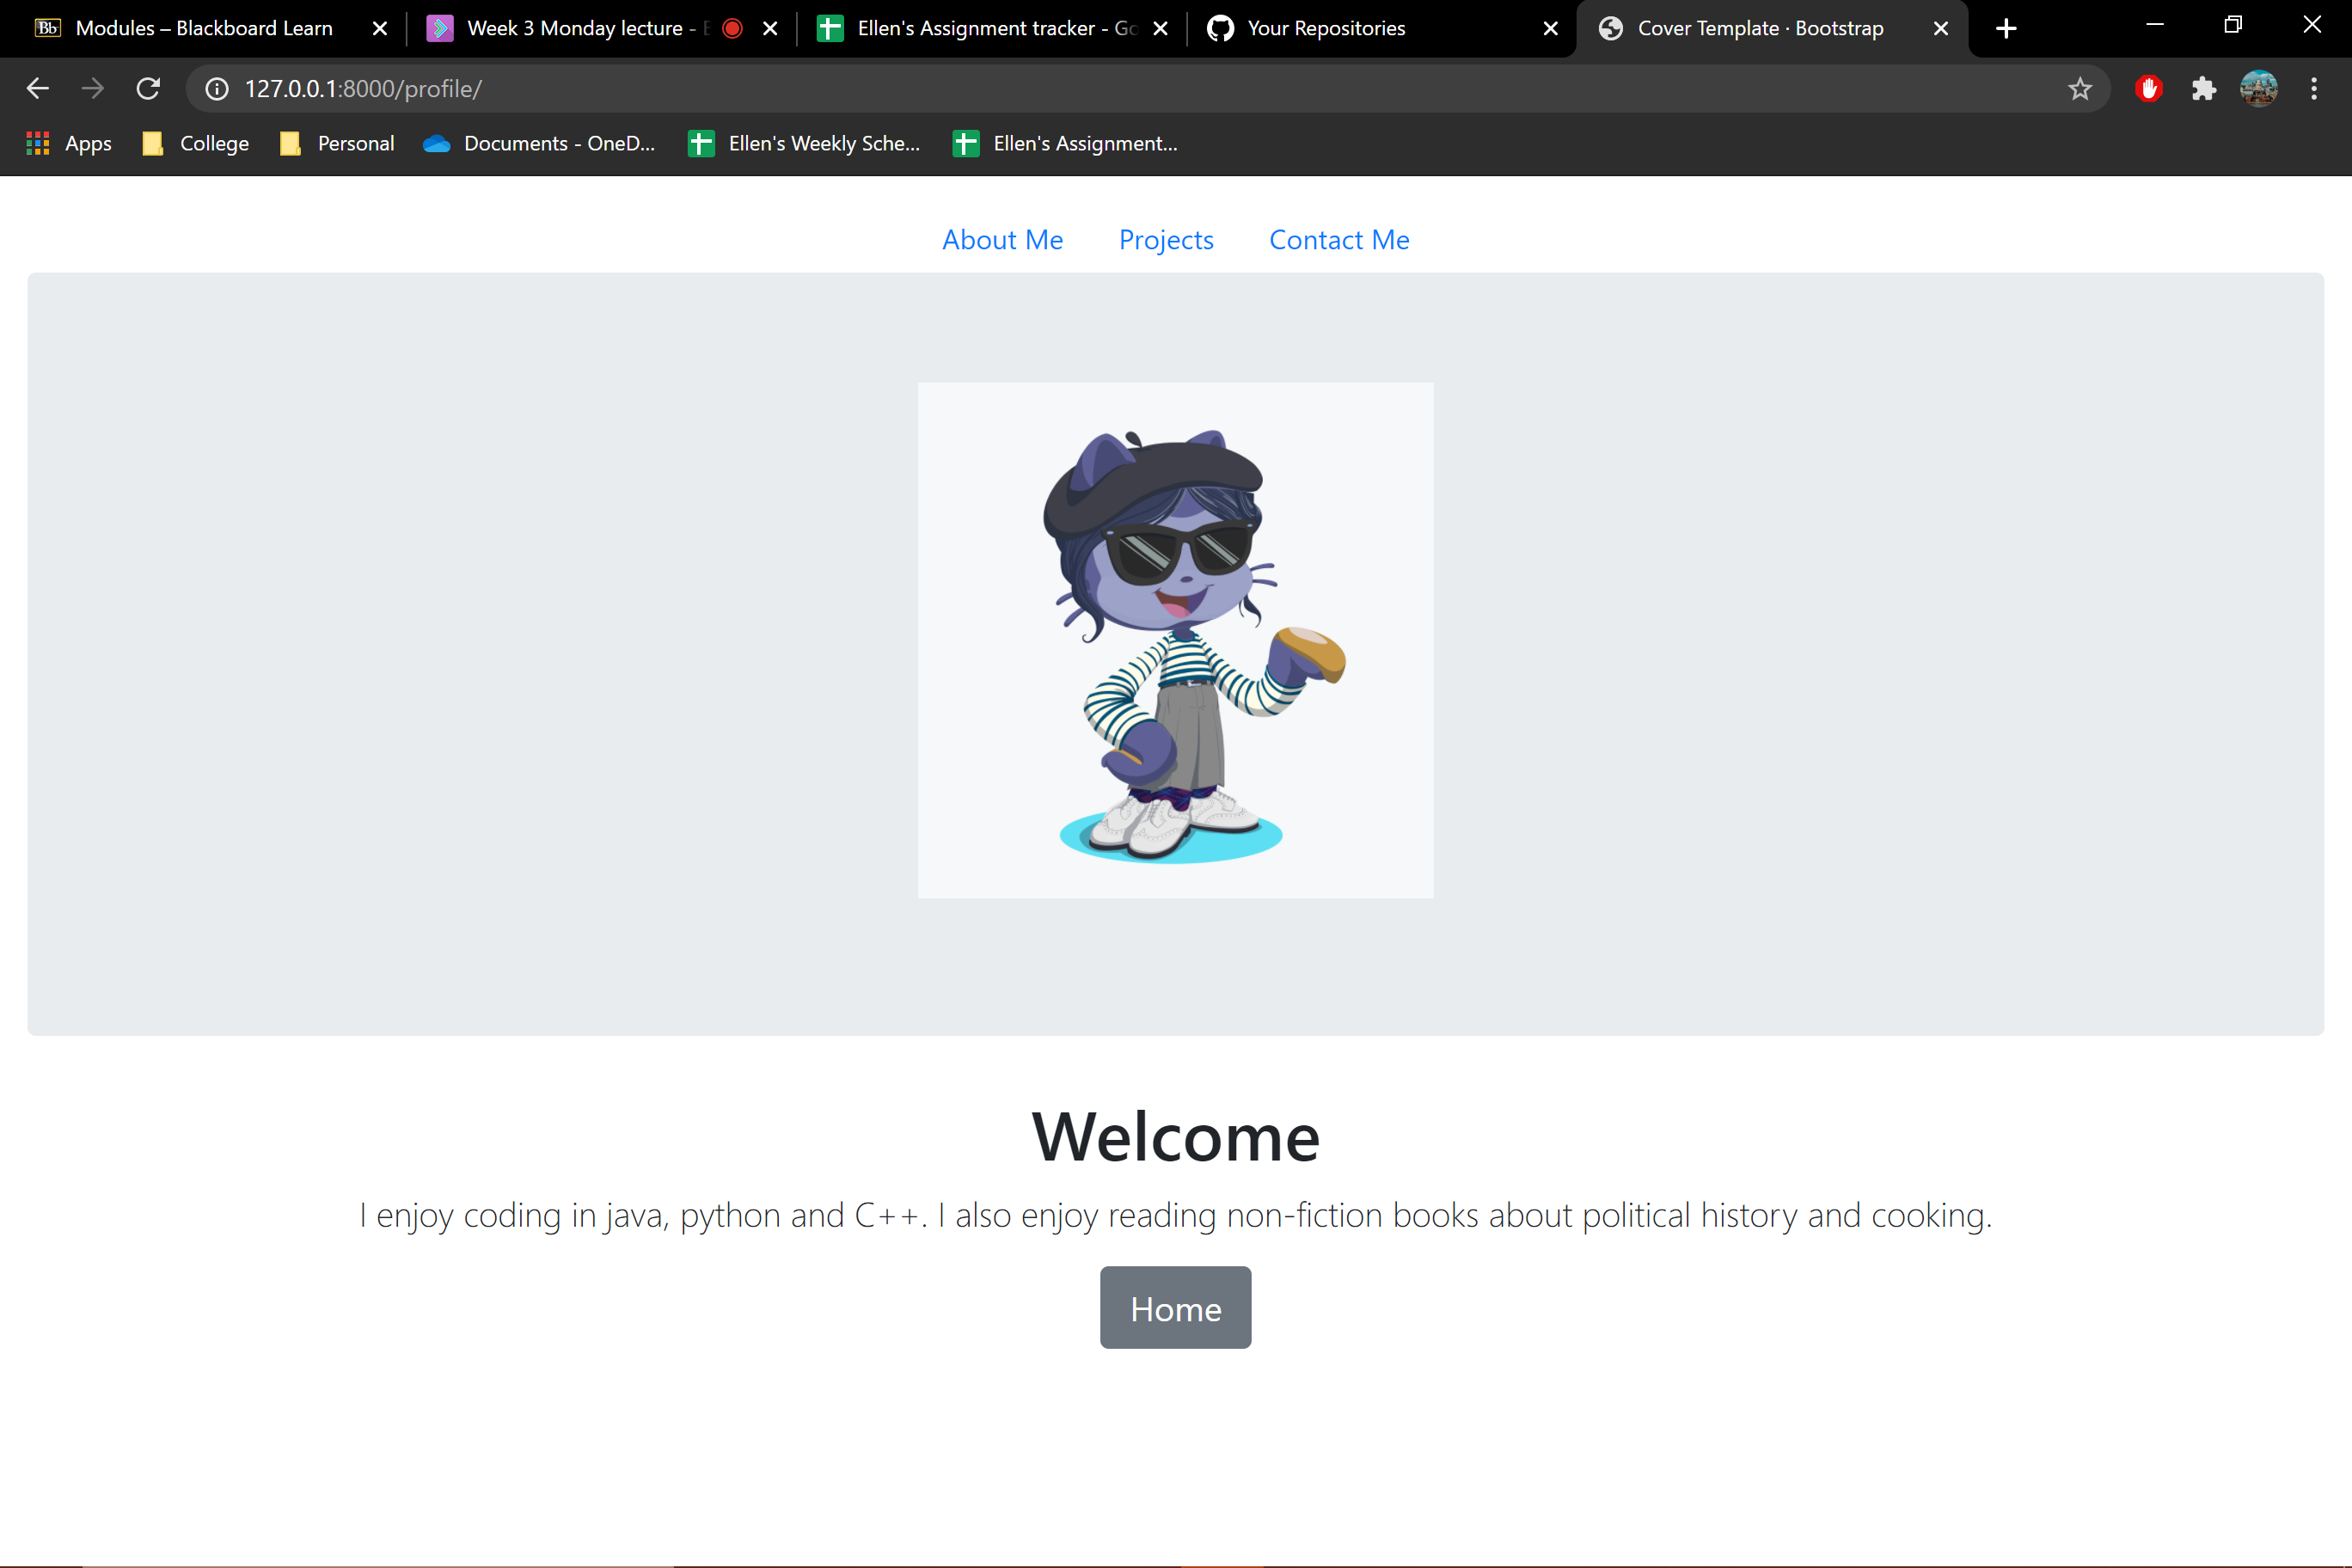 Bb Modules – Blackboard Learn
Week 3 Monday lecture -
Ellen's Assignment tracker - Go
Your Repositories
Cover Template · Bootstrap
127.0.0.1:8000/profile/
Apps
College
Personal
Documents - OneD...
Ellen's Weekly Sche...
Ellen's Assignment...
About Me
Projects
Contact Me
Welcome
I enjoy coding in java, python and C++. I also enjoy reading non-fiction books about political history and cooking.
Home